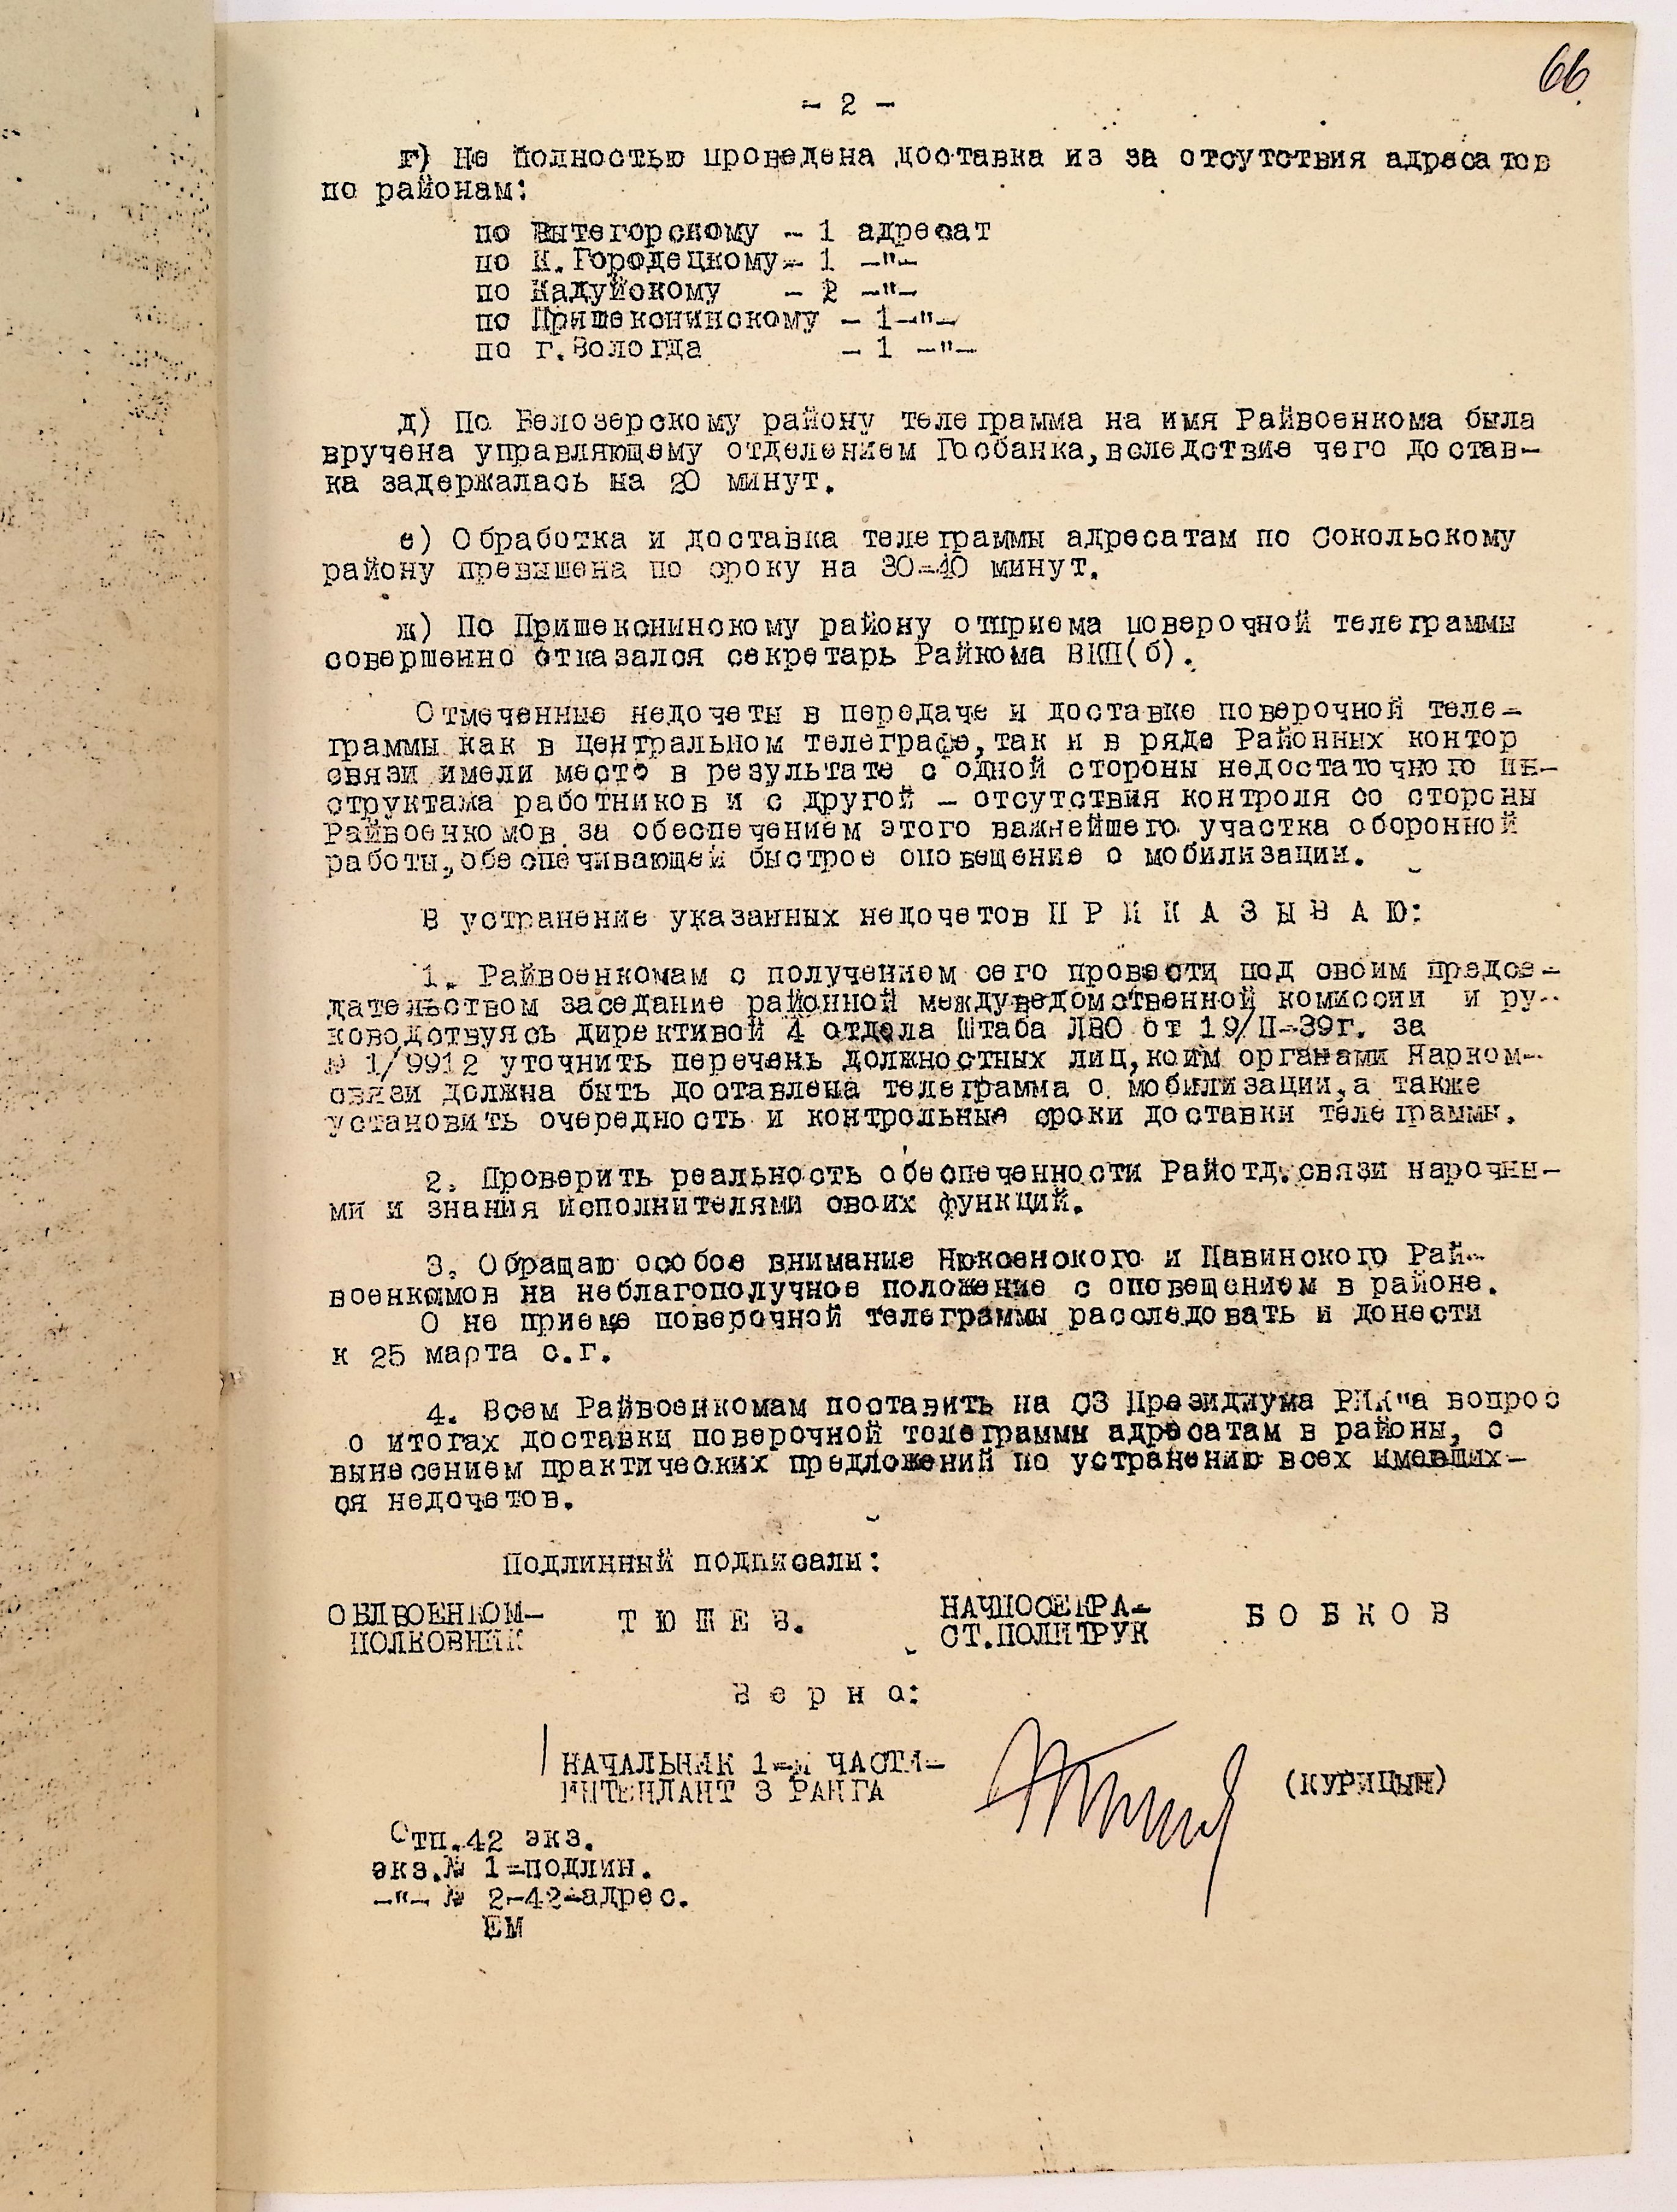 66.
- 2 -
г) Не полностью проведена доставка из за отсутствия адресатов
по районам:
по Вытегорскому - 1 адресат
по К.Городецкому- 1 -"-
по Кадуйскому - 2 -"-
по Пришекснинскому - 1-"-
по г.Вологда - 1 -"-
д) По Белозерскому району телеграмма на имя Райвоенкома была
вручена управляющему отделением Госбанка,вследствие чего достав-
ка задержалась на 20 минут.
е) Обработка и доставка телеграммы адресатам по Сокольскому
району превышена по сроку на 30-40 минут.
ж) По Пришекснинскому району отприема поверочной телеграммы
совершенно отказался секретарь Райкома ВКП(б).
Отмеченные недочеты в передаче и доставке поверочной теле-
граммы как в центральном телеграфе,так и в ряде Районных контор
связи имели место в результате с одной стороны недостаточного ин-
структажа работников и с другой - отсутствия контроля со стороны
Райвоенкомов за обеспечением этого важнейшего участка оборонной
работы,обеспечивающей быстрое оповещение о мобилизации.
В устранение указанных недочетов П Р И К А З Ы В А Ю:
1. Райвоенкомам с получением сего провести под своим предсе-
дательством заседание районной междуведомственной комиссии и ру-
ководствуясь директивой 4 отдела Штаба ЛВО от 19/II-39г. за
№ 1/9912 уточнить перечень должностных лиц,коим органами Нарком-
связи должна быть доставлена телеграмма о мобилизации,а также
установить очередность и контрольные сроки доставки телеграммы.
2. Проверить реальность обеспеченности Райотд.связи нарочны-
ми и знания исполнителями своих функций.
3. Обращаю особое внимание Нюксенского и Павинского Рай-
военкомов на неблагополучное положение с оповещением в районе.
О не приеме поверочной телеграммы расследовать и донести
к 25 марта с.г.
4. Всем Райвоенкомам поставить на СЗ Президиума РИК"а вопрос
о итогах доставки поверочной телеграммы адресатам в районы, с
вынесением практических предложений по устранению всех имевших-
ся недочетов.
Подлинный подписали:
ОБЛВОЕНКОМ- Т Ю Ш Е В. НАЧПОСЕКРА- Б О Б К О В
ПОЛКОВНИК СТ.ПОЛИТРУК
В е р н о:
НАЧАЛЬНИК 1-й ЧАСТИ-
ИНТЕНДАНТ 3 РАНГА (КУРИЦЫН)
Отп.42 экз.
экз.№ 1-подлин.
-"- № 2-42-адрес.
ЕМ